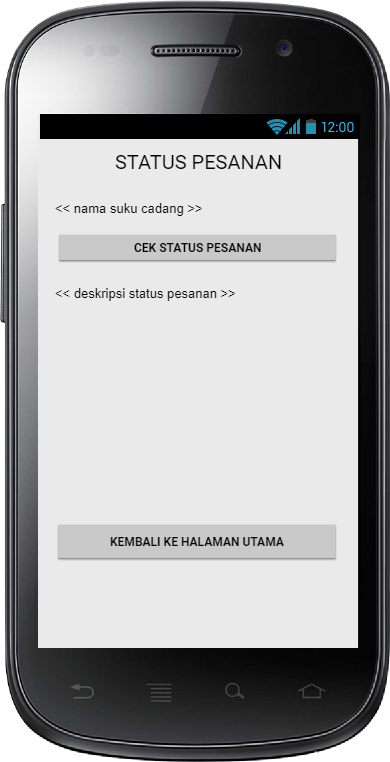 12:00
STATUS PESANAN
<< nama suku cadang >>
CEK STATUS PESANAN
<< deskripsi status pesanan >>
KEMBALI KE HALAMAN UTAMA